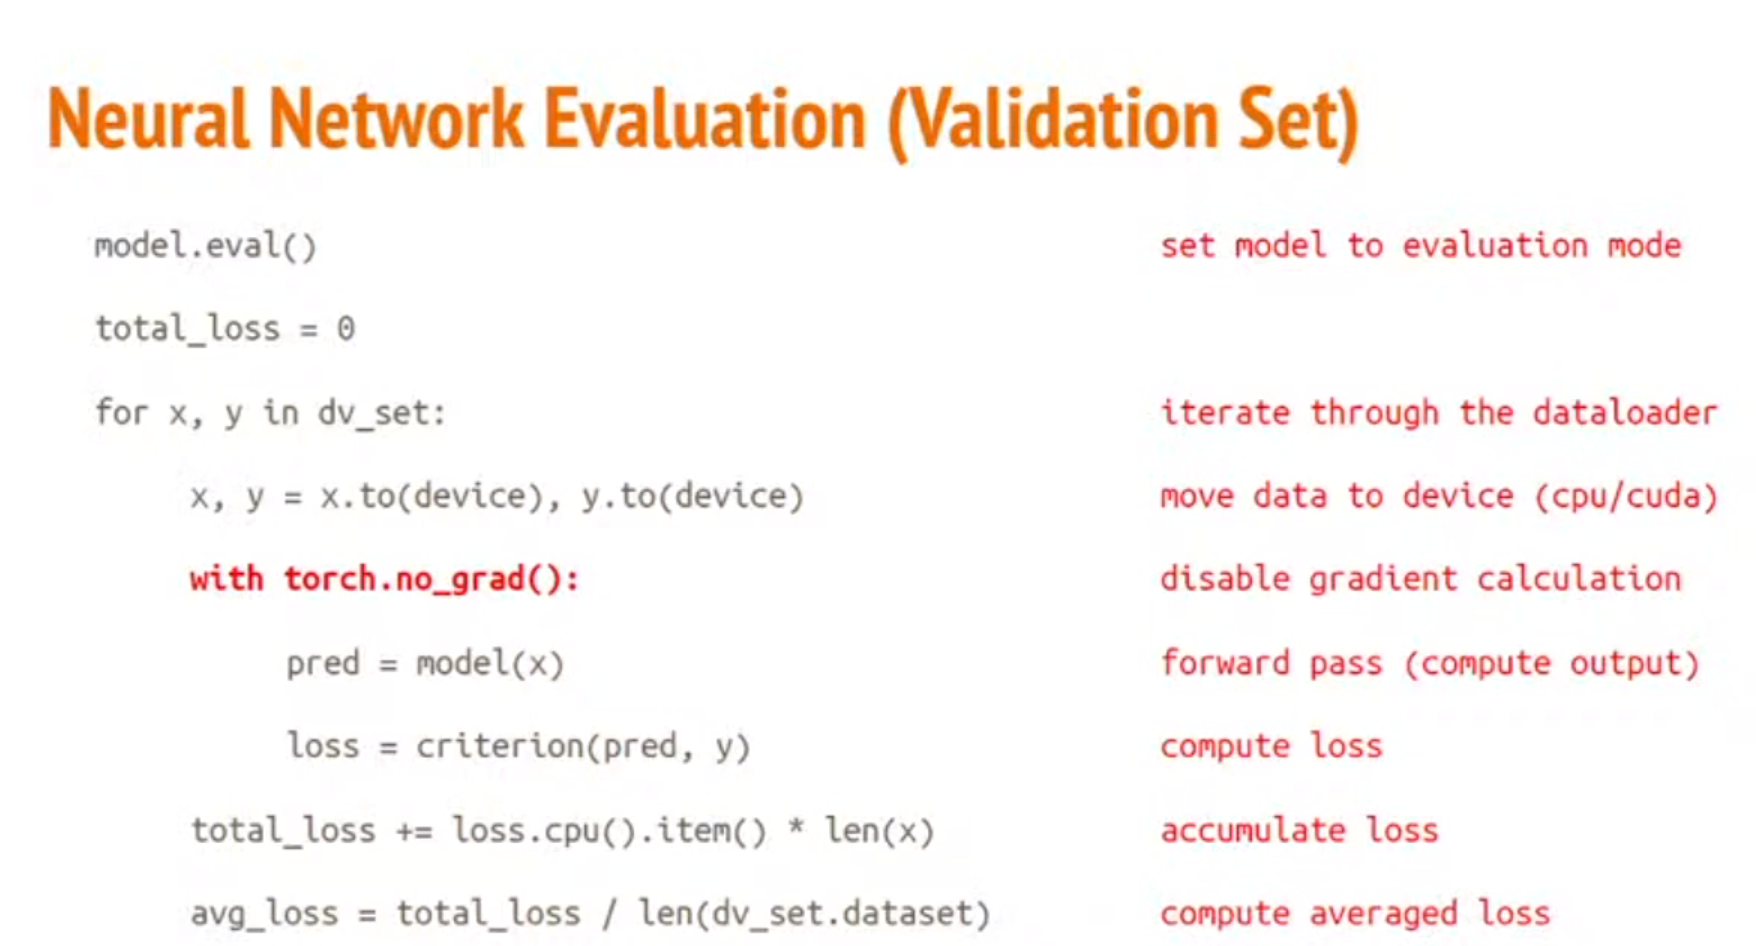 Neural Network Evaluation (Validation Set)
model.eval() set model to evaluation mode
total_loss = 0
for x, y in dv_set: iterate through the dataloader
x, y = x.to(device), y.to(device) move data to device (cpu/cuda)
with torch.no_grad(): disable gradient calculation
pred = model(x) forward pass (compute output)
loss = criterion(pred, y) compute loss
total_loss += loss.cpu().item() * len(x) accumulate loss
avg_loss = total_loss / len(dv_set.dataset) compute averaged loss